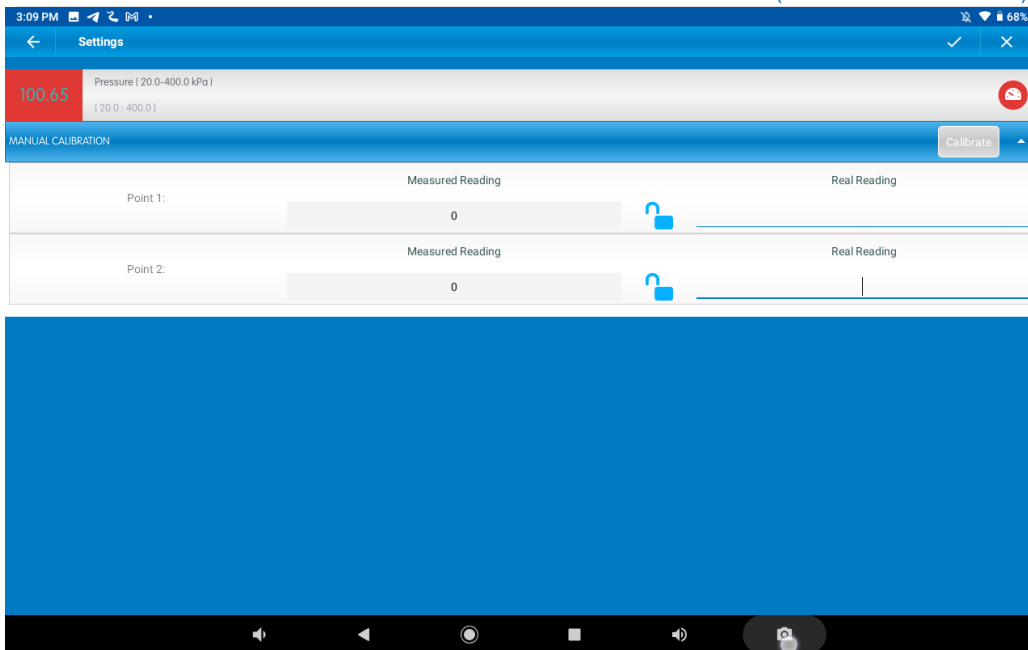 3:09 PM 68%
Settings
100.65
Pressure ( 20.0-400.0 kPa )
[ 20.0 : 400.0 ]
MANUAL CALIBRATION Calibrate
Measured Reading Real Reading
Point 1:
0
Measured Reading Real Reading
Point 2:
0